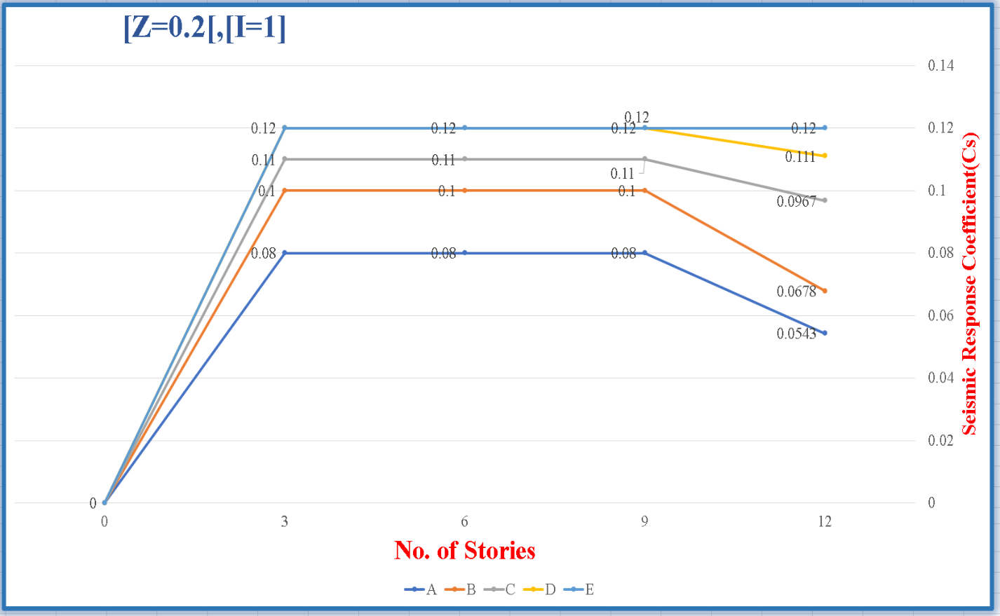 [Z=0.2[,[I=1]
0.14
0.12
0.12 0.12 0.12 0.12 0.12
0.11 0.11 0.111
0.11
0.1 0.1 0.1 0.1
0.0967
0.08 0.08 0.08 0.08
0.0678
0.06
0.0543
0.04
0.02
0 0
0 3 6 9 12
Seismic Response Coefficient(Cs)
No. of Stories
A B C D E